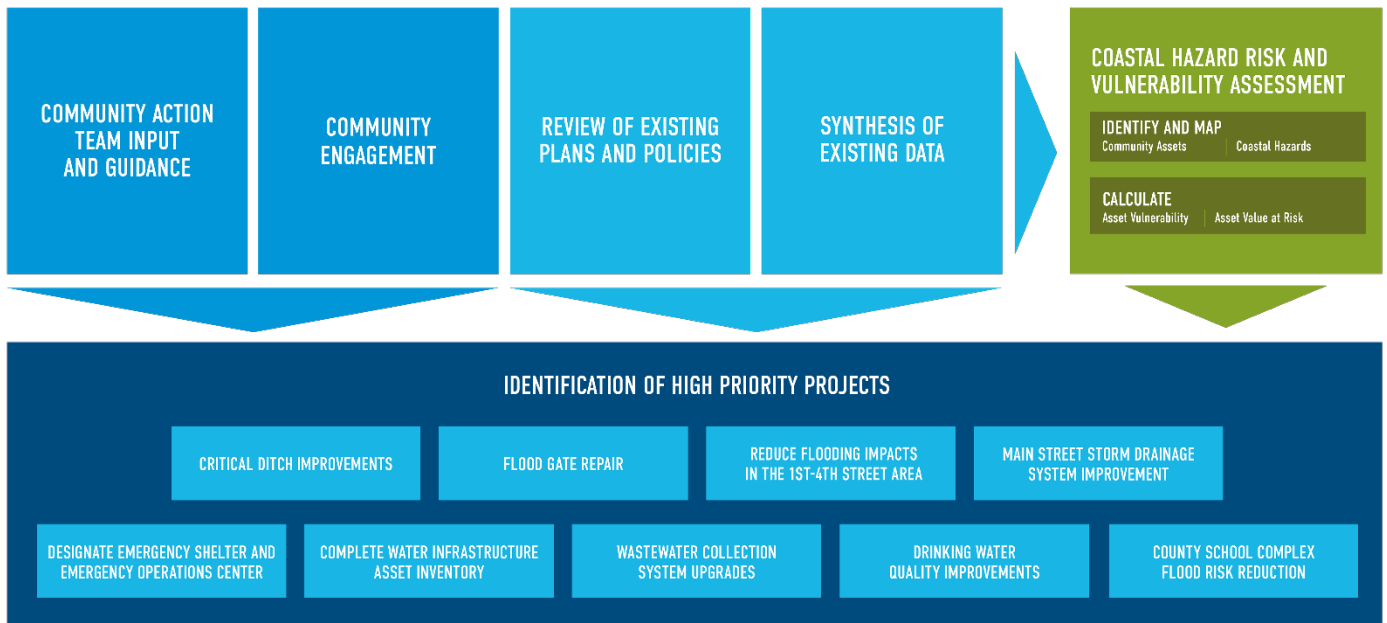 COMMUNITY ACTION
TEAM INPUT
AND GUIDANCE
COMMUNITY
ENGAGEMENT
REVIEW OF EXISTING
PLANS AND POLICIES
SYNTHESIS OF
EXISTING DATA
COASTAL HAZARD RISK AND
VULNERABILITY ASSESSMENT
IDENTIFY AND MAP
Community Assets Coastal Hazards
CALCULATE
Asset Vulnerability Asset Value at Risk
IDENTIFICATION OF HIGH PRIORITY PROJECTS
CRITICAL DITCH IMPROVEMENTS
FLOOD GATE REPAIR
REDUCE FLOODING IMPACTS
IN THE 1ST-4TH STREET AREA
MAIN STREET STORM DRAINAGE
SYSTEM IMPROVEMENT
DESIGNATE EMERGENCY SHELTER AND
EMERGENCY OPERATIONS CENTER
COMPLETE WATER INFRASTRUCTURE
ASSET INVENTORY
WASTEWATER COLLECTION
SYSTEM UPGRADES
DRINKING WATER
QUALITY IMPROVEMENTS
COUNTY SCHOOL COMPLEX
FLOOD RISK REDUCTION